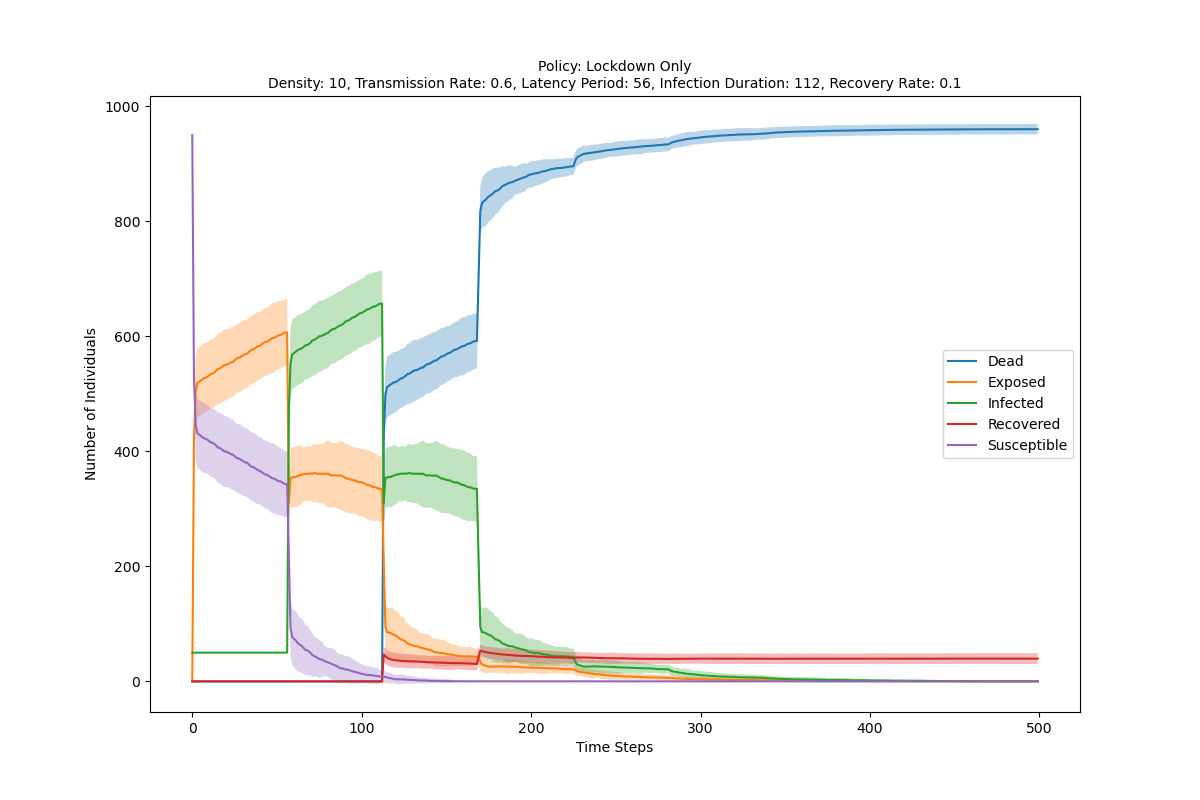 Policy: Lockdown Only
Density: 10, Transmission Rate: 0.6, Latency Period: 56, Infection Duration: 112, Recovery Rate: 0.1
1000
800
600
400
200
0
Number of Individuals
Dead
Exposed
Infected
Recovered
Susceptible
0
100
200
300
400
500
Time Steps